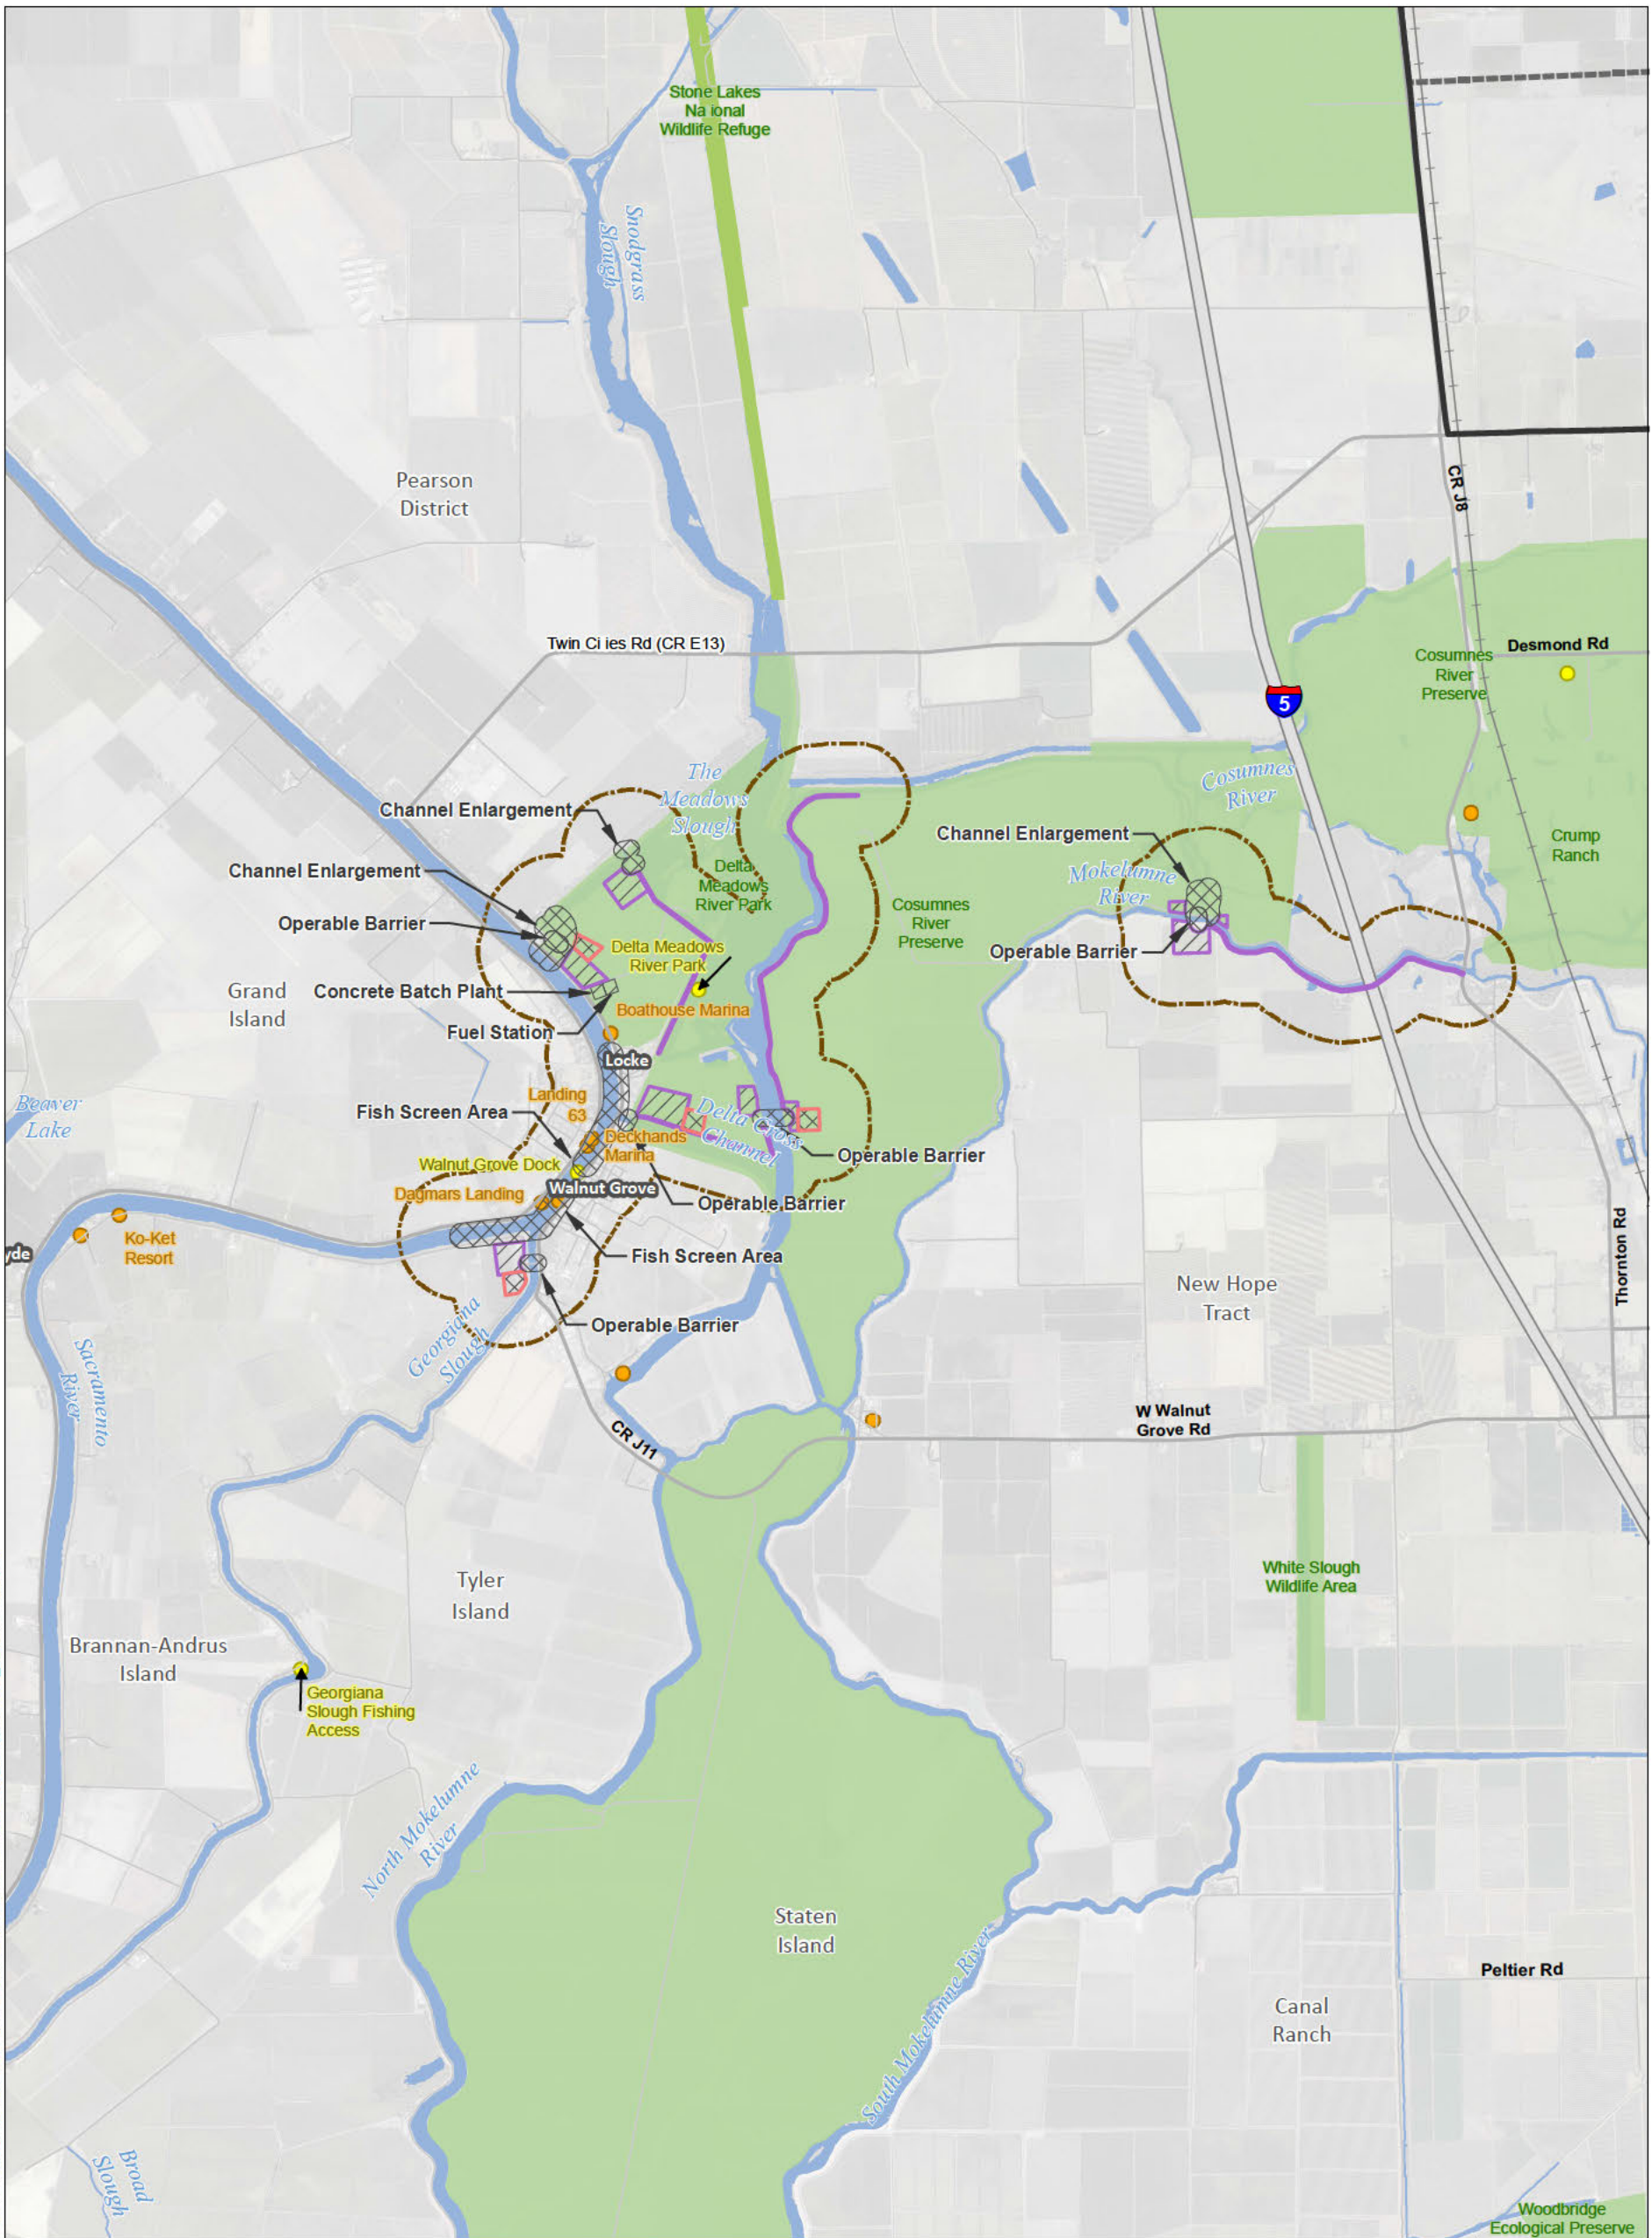 Stone Lakes
Na ional
Wildlife Refuge
Snodgrass
Slough
Pearson
District
CR J8
Twin Ci ies Rd (CR E13)
Desmond Rd
Cosumnes
River
Preserve
5
The
Meadows
Slough
Cosumnes
River
Channel Enlargement
Channel Enlargement
Crump
Ranch
Channel Enlargement
Delta
Meadows
River Park
Mokelumne
River
Operable Barrier
Cosumnes
River
Preserve
Delta Meadows
River Park
Operable Barrier
Grand
Island
Concrete Batch Plant
Boathouse Marina
Fuel Station
Locke
Beaver
Lake
Landing
63
Fish Screen Area
Delta Cross
Channel
Deckhands
Marina
Operable Barrier
Walnut Grove Dock
Walnut Grove
Dagmars Landing
Operable Barrier
yde
Ko-Ket
Resort
Fish Screen Area
Thornton Rd
New Hope
Tract
Operable Barrier
Georgiana
Slough
Sacramento
River
W Walnut
Grove Rd
CR J11
Tyler
Island
White Slough
Wildlife Area
Brannan-Andrus
Island
Georgiana
Slough Fishing
Access
North Mokelumne
River
Staten
Island
South Mokelumne River
Peltier Rd
Canal
Ranch
Broad
Slough
Woodbridge
Ecological Preserve